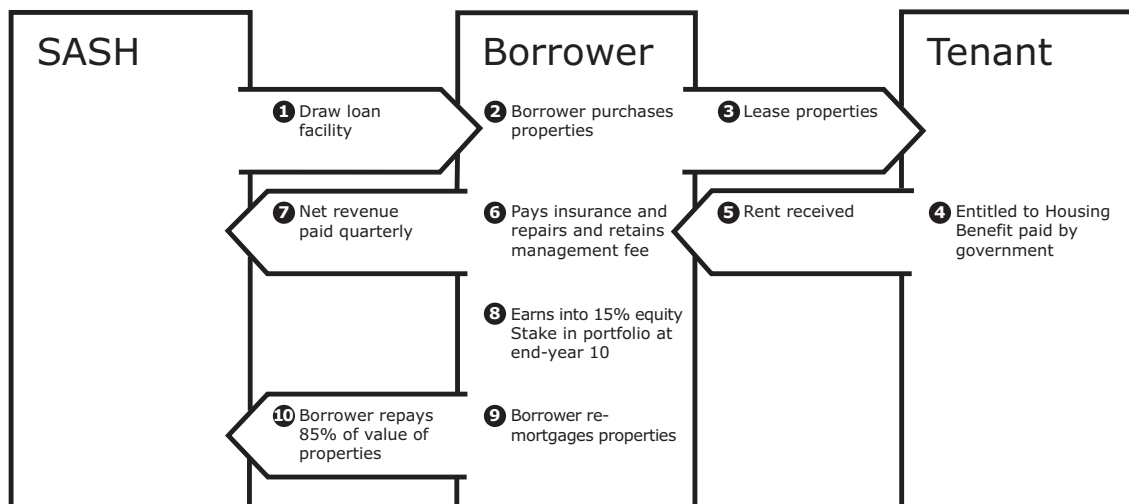 SASH
Borrower
Tenant
1 Draw loan
facility
2 Borrower purchases
properties
3 Lease properties
7 Net revenue
paid quarterly
6 Pays insurance and
repairs and retains
management fee
5 Rent received
4 Entitled to Housing
Benefit paid by
government
8 Earns into 15% equity
Stake in portfolio at
end-year 10
10 Borrower repays
85% of value of
properties
9 Borrower re-
mortgages properties